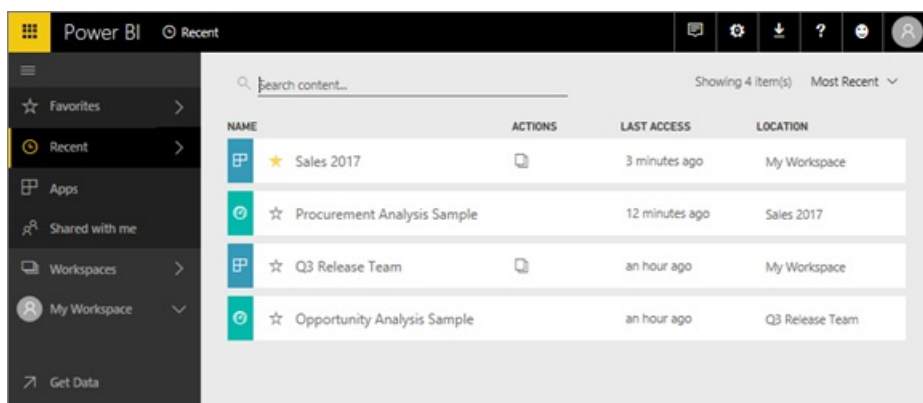 Power BI Recent ?
Favorites
Recent
Apps
Shared with me
Workspaces
My Workspace
Get Data
Search content... Showing 4 item(s) Most Recent
NAME ACTIONS LAST ACCESS LOCATION
Sales 2017 3 minutes ago My Workspace
Procurement Analysis Sample 12 minutes ago Sales 2017
Q3 Release Team an hour ago My Workspace
Opportunity Analysis Sample an hour ago Q3 Release Team